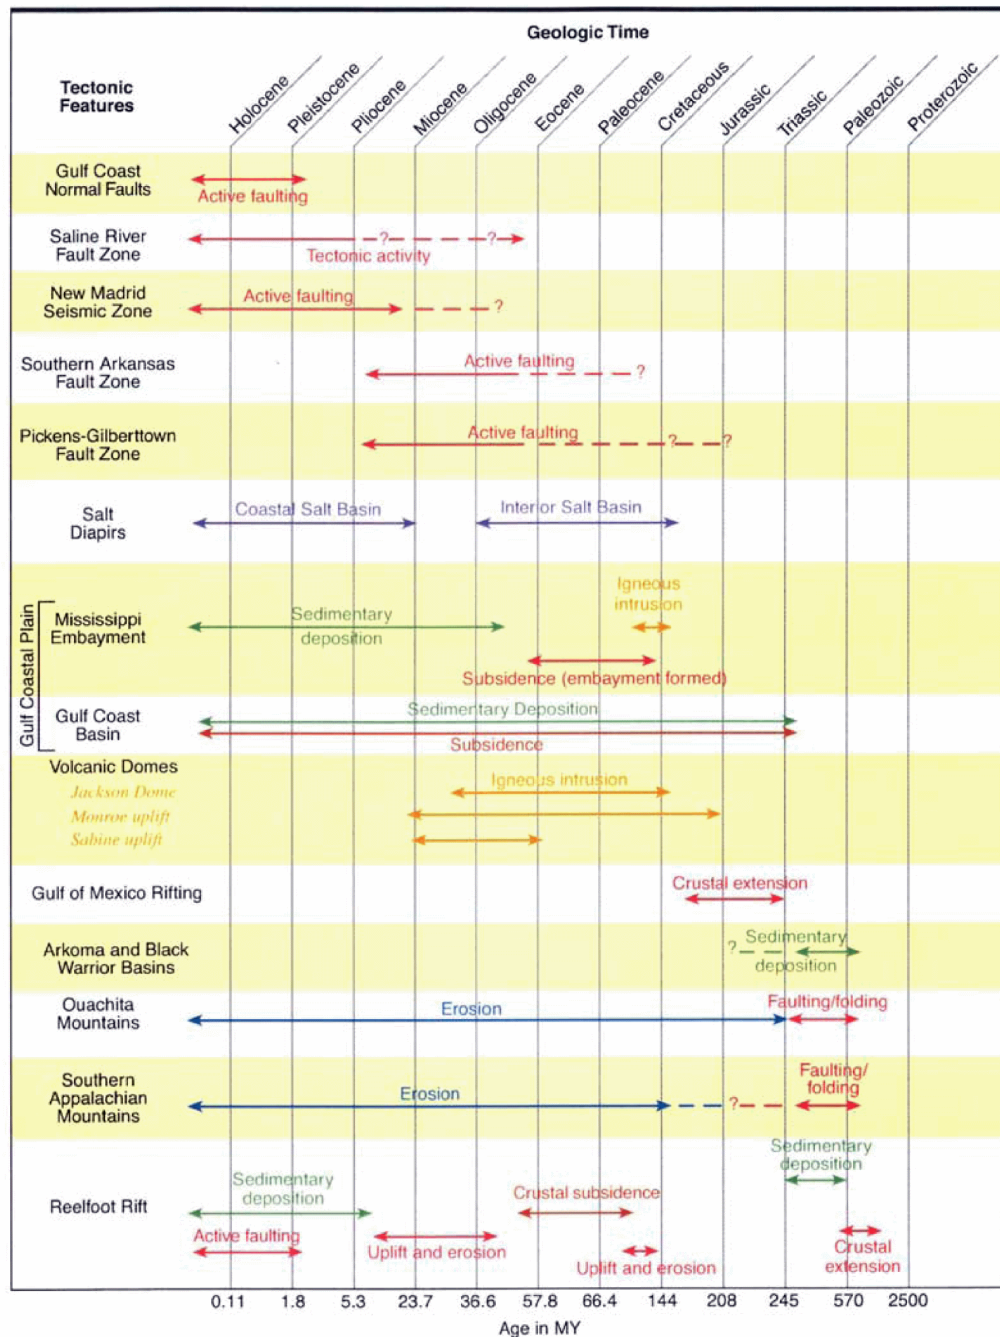 Geologic Time
Tectonic
Features
Holocene
Pleistocene
Pliocene
Miocene
Oligocene
Eocene
Paleocene
Cretaceous
Jurassic
Triassic
Paleozoic
Proterozoic
Gulf Coast
Normal Faults
Active faulting
Saline River
Fault Zone
? ?
Tectonic activity
New Madrid
Seismic Zone
Active faulting
?
Southern Arkansas
Fault Zone
Active faulting
?
Pickens-Gilberttown
Fault Zone
Active faulting
? ?
Salt
Diapirs
Coastal Salt Basin
Interior Salt Basin
Gulf Coastal Plain
Mississippi
Embayment
Sedimentary
deposition
Igneous
intrusion
Subsidence (embayment formed)
Gulf Coast
Basin
Sedimentary Deposition
Subsidence
Volcanic Domes
Jackson Dome
Monroe uplift
Sabine uplift
Igneous intrusion
Gulf of Mexico Rifting
Crustal extension
Arkoma and Black
Warrior Basins
?
Sedimentary
deposition
Ouachita
Mountains
Erosion
Faulting/folding
Southern
Appalachian
Mountains
Erosion
?
Faulting/
folding
Reelfoot Rift
Sedimentary
deposition
Active faulting
Uplift and erosion
Crustal subsidence
Uplift and erosion
Sedimentary
deposition
Crustal
extension
0.11 1.8 5.3 23.7 36.6 57.8 66.4 144 208 245 570 2500
Age in MY